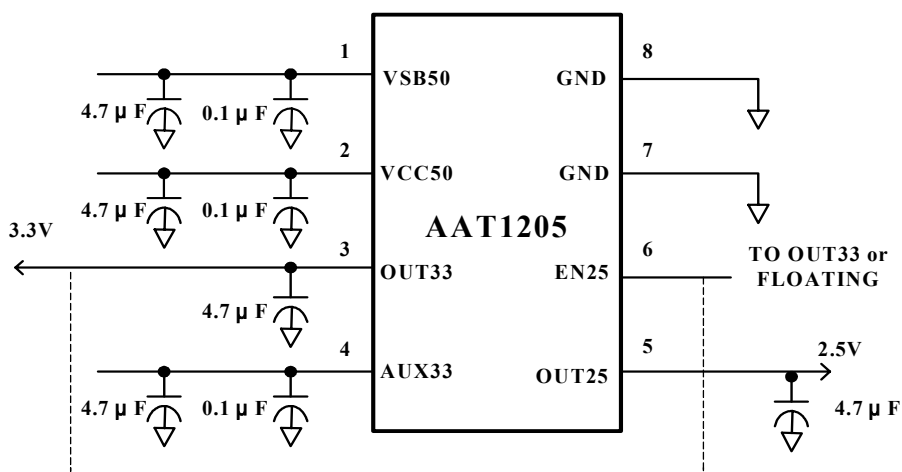 1
VSB50
4.7 μ F
0.1 μ F
2
VCC50
4.7 μ F
0.1 μ F
3.3V
3
OUT33
4.7 μ F
4
AUX33
4.7 μ F
0.1 μ F
AAT1205
8
GND
7
GND
6
EN25
TO OUT33 or
FLOATING
5
OUT25
2.5V
4.7 μ F